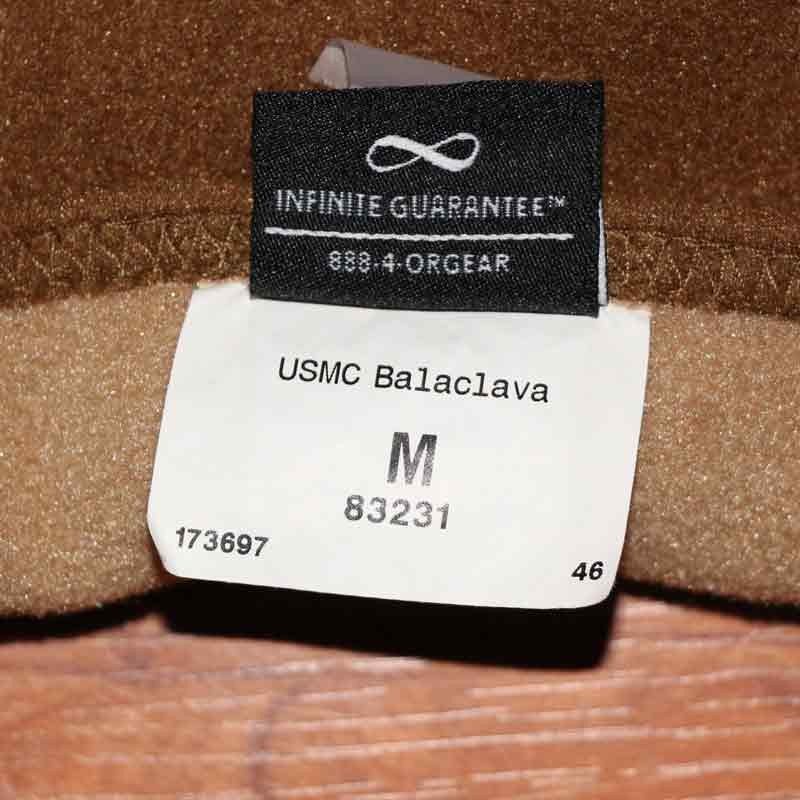 INFINITE GUARANTEE™
888-4-ORGEAR
USMC Balaclava
M
83231
173697
46